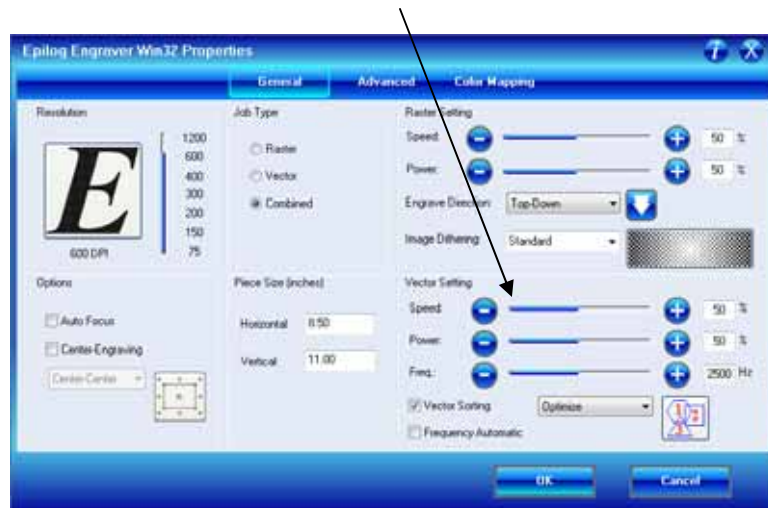 Epilog Engraver Win32 Properties
General Advanced Color Mapping
Resolution
1200
600
400
300
200
150
75
E
600 DPI
Job Type
Raster
Vector
Combined
Raster Setting
Speed: 50 %
Power: 50 %
Engrave Direction: Top-Down
Image Dithering: Standard
Options
Auto Focus
Center-Engraving
Center-Center
Piece Size (inches)
Horizontal 8.50
Vertical 11.00
Vector Setting
Speed: 50 %
Power: 50 %
Freq.: 2500 Hz
Vector Sorting Optimize
Frequency Automatic
OK Cancel